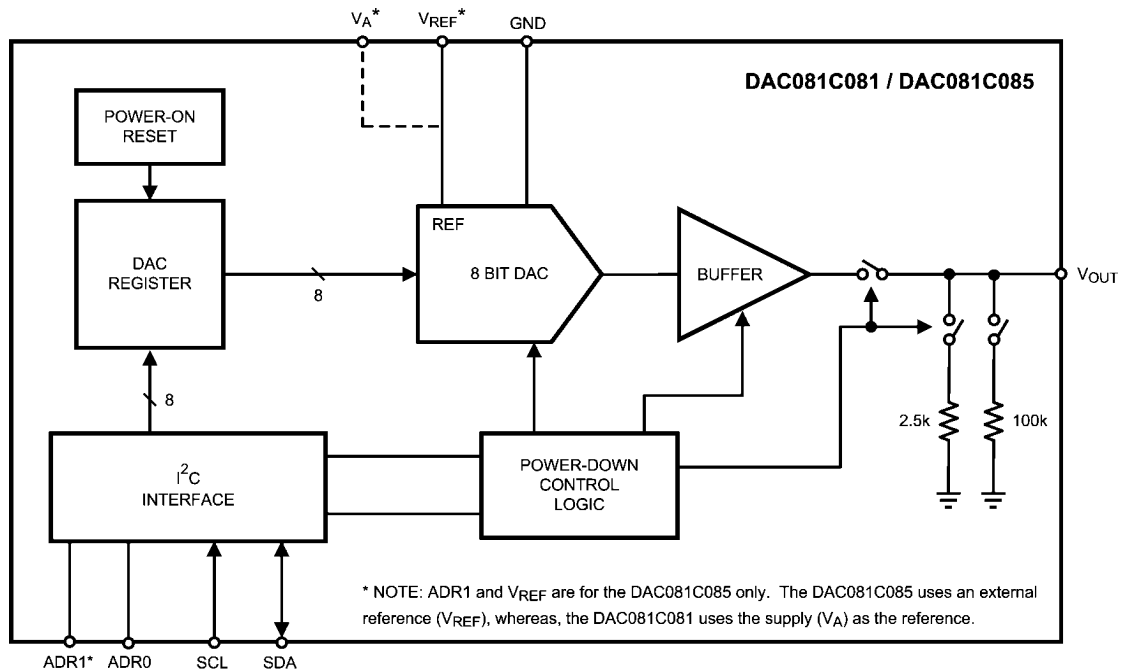 VA* VREF* GND
DAC081C081 / DAC081C085
POWER-ON
RESET
REF
DAC
REGISTER
8
8 BIT DAC
BUFFER
VOUT
8
2.5k
100k
I2C
INTERFACE
POWER-DOWN
CONTROL
LOGIC
* NOTE: ADR1 and VREF are for the DAC081C085 only. The DAC081C085 uses an external
reference (VREF), whereas, the DAC081C081 uses the supply (VA) as the reference.
ADR1* ADR0 SCL SDA